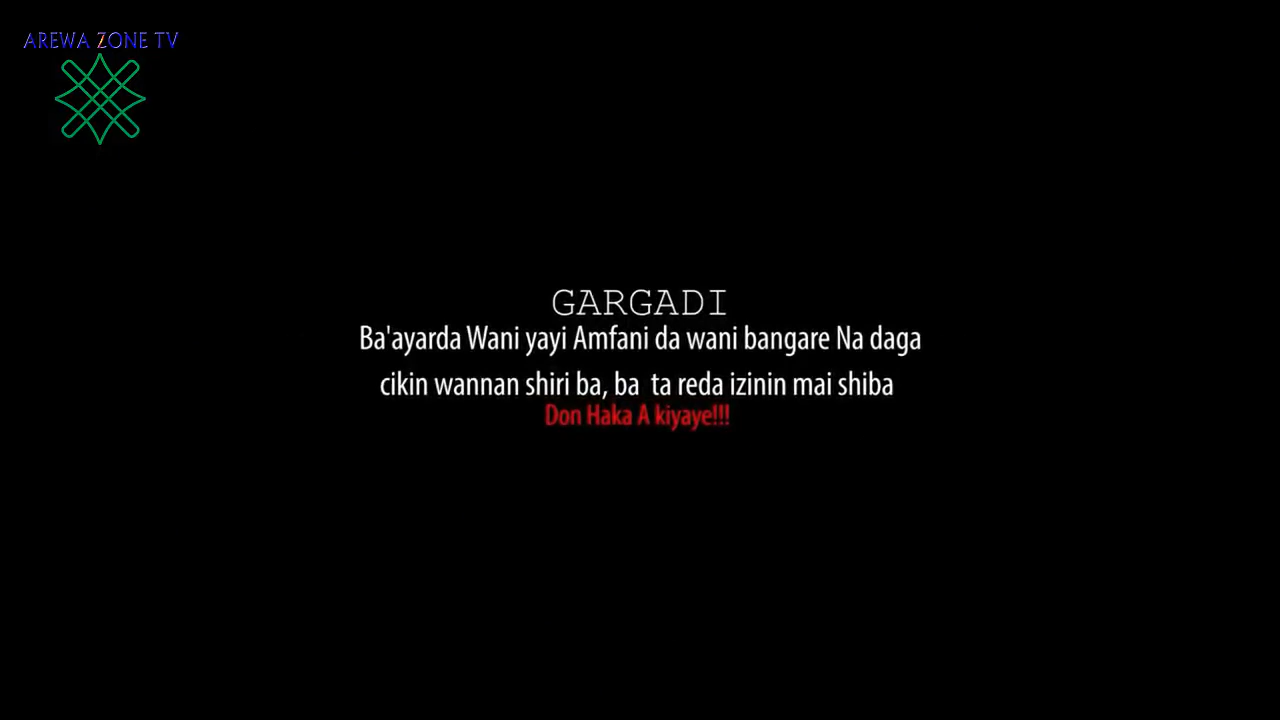 AREWA ZONE TV
GARGADI
Ba'ayarda Wani yayi Amfani da wani bangare Na daga
cikin wannan shiri ba, ba ta reda izinin mai shiba
Don Haka A kiyaye!!!